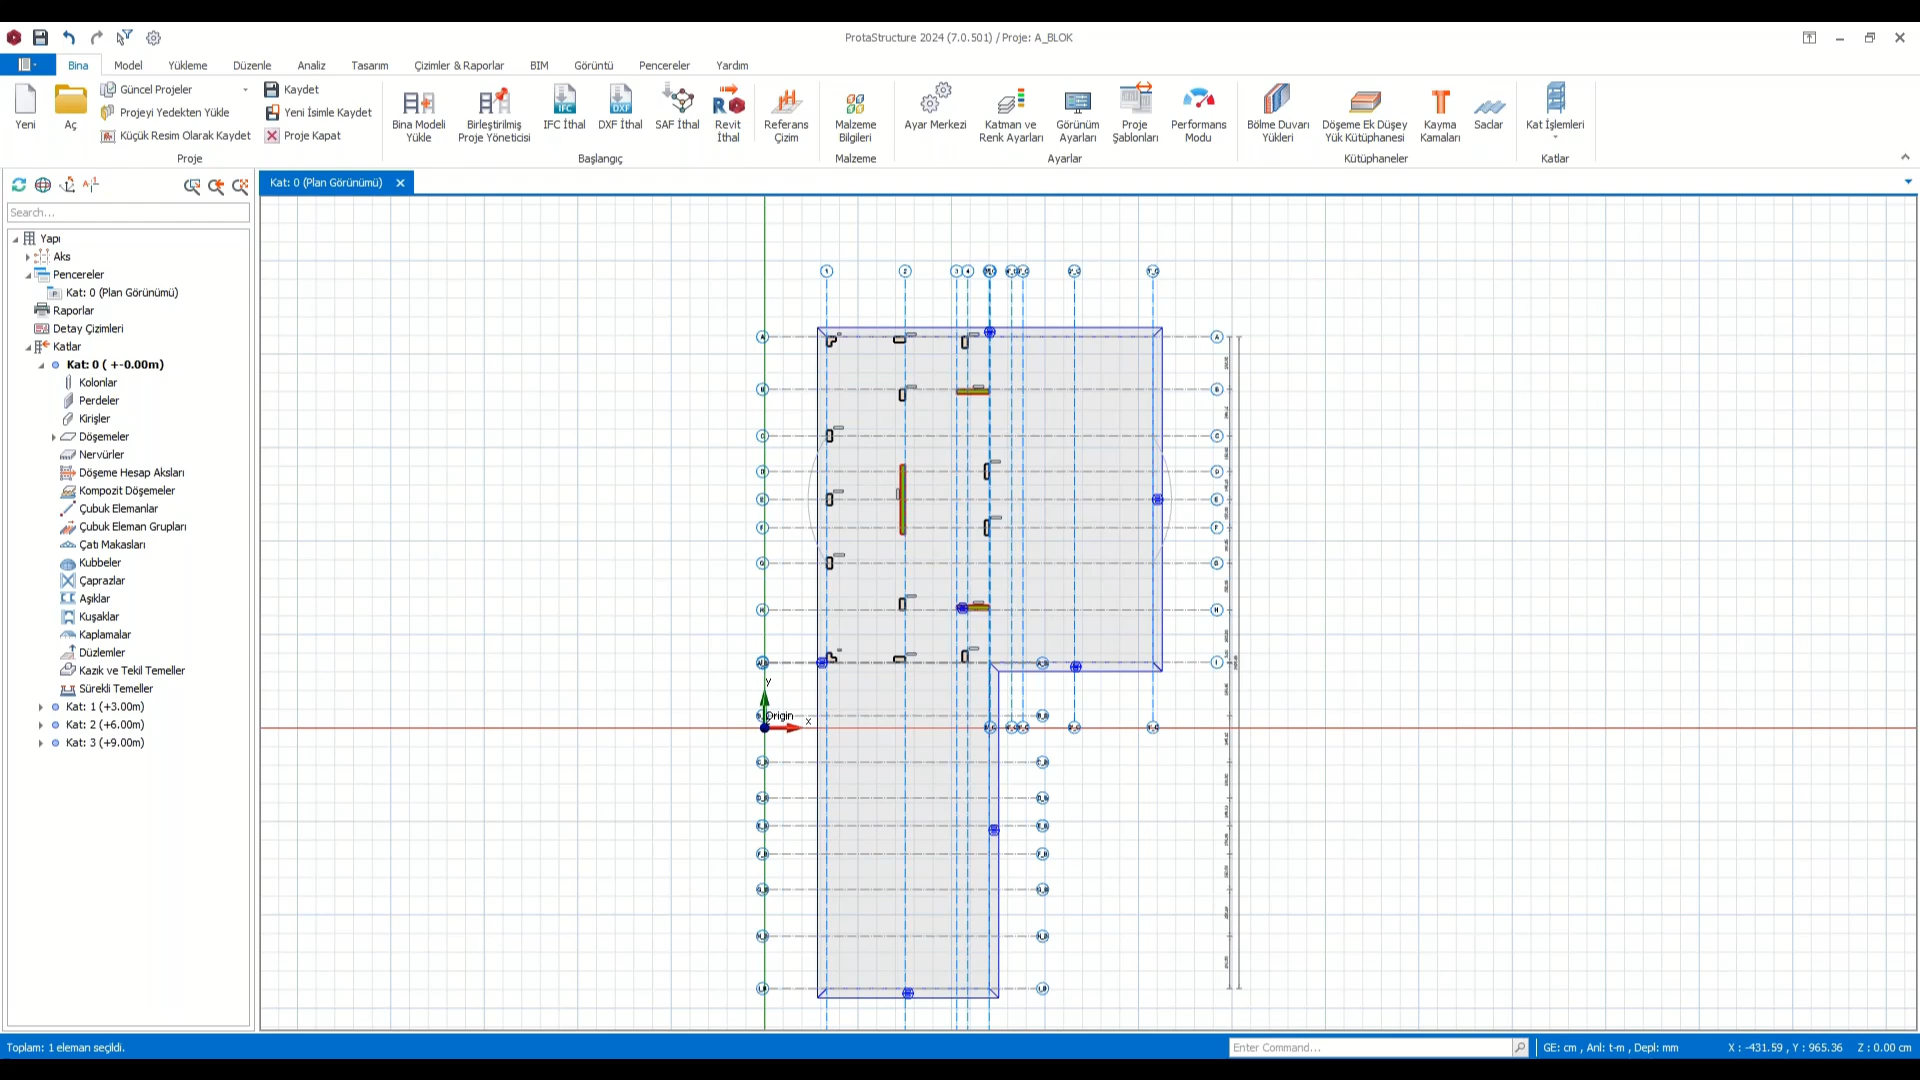 ProtaStructure 2024 (7.0.501) / Proje: A_BLOK
Bina
Model
Yükleme
Düzenle
Analiz
Tasarım
Çizimler & Raporlar
BIM
Görüntü
Pencereler
Yardım
Yeni
Aç
Güncel Projeler
Projeyi Yedekten Yükle
Küçük Resim Olarak Kaydet
Kaydet
Yeni İsimle Kaydet
Proje Kapat
Bina Modeli Yükle
Birleştirilmiş Proje Yöneticisi
IFC İthal
DXF İthal
SAF İthal
Revit İthal
Referans Çizim
Malzeme Bilgileri
Ayar Merkezi
Katman ve Renk Ayarları
Görünüm Ayarları
Proje Şablonları
Performans Modu
Bölme Duvarı Yükleri
Döşeme Ek Düşey Yük Kütüphanesi
Kayma Kamaları
Saclar
Kat İşlemleri
Proje
Başlangıç
Malzeme
Ayarlar
Kütüphaneler
Katlar
Kat: 0 (Plan Görünümü)
Search...
Yapı
Aks
Pencereler
Kat: 0 (Plan Görünümü)
Raporlar
Detay Çizimleri
Katlar
Kat: 0 ( +-0.00m)
Kolonlar
Perdeler
Kirişler
Döşemeler
Nervürler
Döşeme Hesap Aksları
Kompozit Döşemeler
Çubuk Elemanlar
Çubuk Eleman Grupları
Çatı Makasları
Kubbeler
Çaprazlar
Aşıklar
Kuşaklar
Kaplamalar
Düzlemler
Kazık ve Tekil Temeller
Sürekli Temeller
Kat: 1 (+3.00m)
Kat: 2 (+6.00m)
Kat: 3 (+9.00m)
1
2
3
4
y
Origin
x
Toplam: 1 eleman seçildi.
Enter Command...
GE: cm , Anl: t-m , Depl: mm
X : -431.59 , Y : 965.36
Z : 0.00 cm